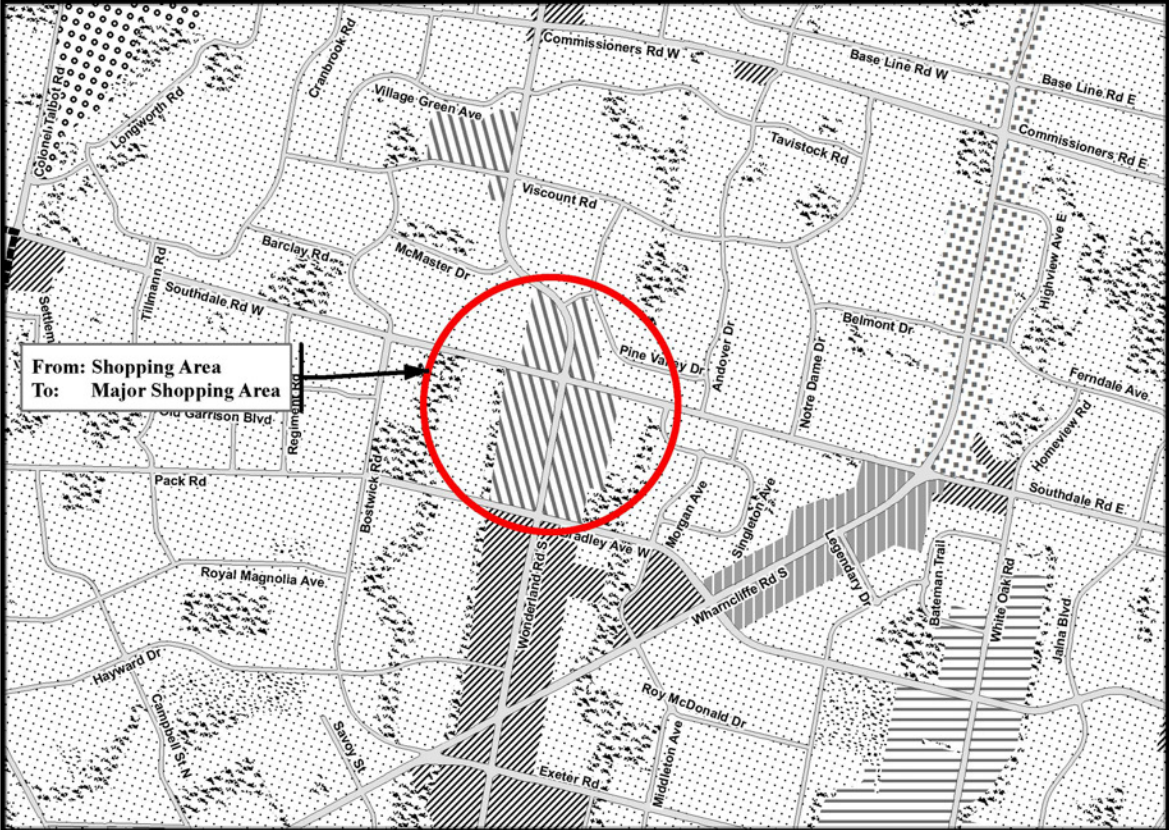 Commissioners Rd W
Base Line Rd W
Base Line Rd E
Cranbrook Rd
Village Green Ave
Colonel Talbot Rd
Longworth Rd
Commissioners Rd E
Tavistock Rd
Viscount Rd
Highview Ave E
Barclay Rd
McMaster Dr
Tillmann Rd
Southdale Rd W
Settlem
Belmont Dr
Pine Valley Dr
Andover Dr
Notre Dame Dr
From: Shopping Area
To: Major Shopping Area
Ferndale Ave
Old Garrison Blvd
Regiment Rd
Homeview Rd
Pack Rd
Bostwick Rd
Southdale Rd E
Morgan Ave
Singleton Ave
Bradley Ave W
Legendary Dr
Bateman Trail
White Oak Rd
Royal Magnolia Ave
Wonderland Rd S
Wharncliffe Rd S
Jalna Blvd
Hayward Dr
Campbell St N
Savoy St
Roy McDonald Dr
Middleton Ave
Exeter Rd